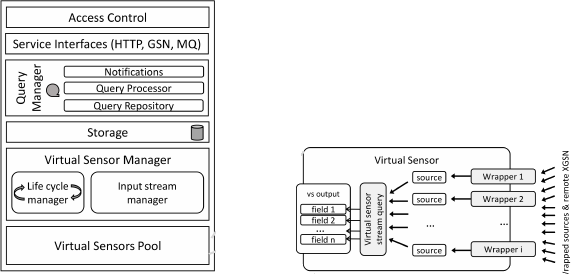 Access Control
Service Interfaces (HTTP, GSN, MQ)
Query
Manager
Notifications
Query Processor
Query Repository
Storage
Virtual Sensor Manager
Life cycle
manager
Input stream
manager
Virtual Sensors Pool
Virtual Sensor
vs output
field 1
field 2
...
field n
Virtual sensor
stream query
source
source
...
source
Wrapper 1
Wrapper 2
...
Wrapper i
sources & remote XGSN